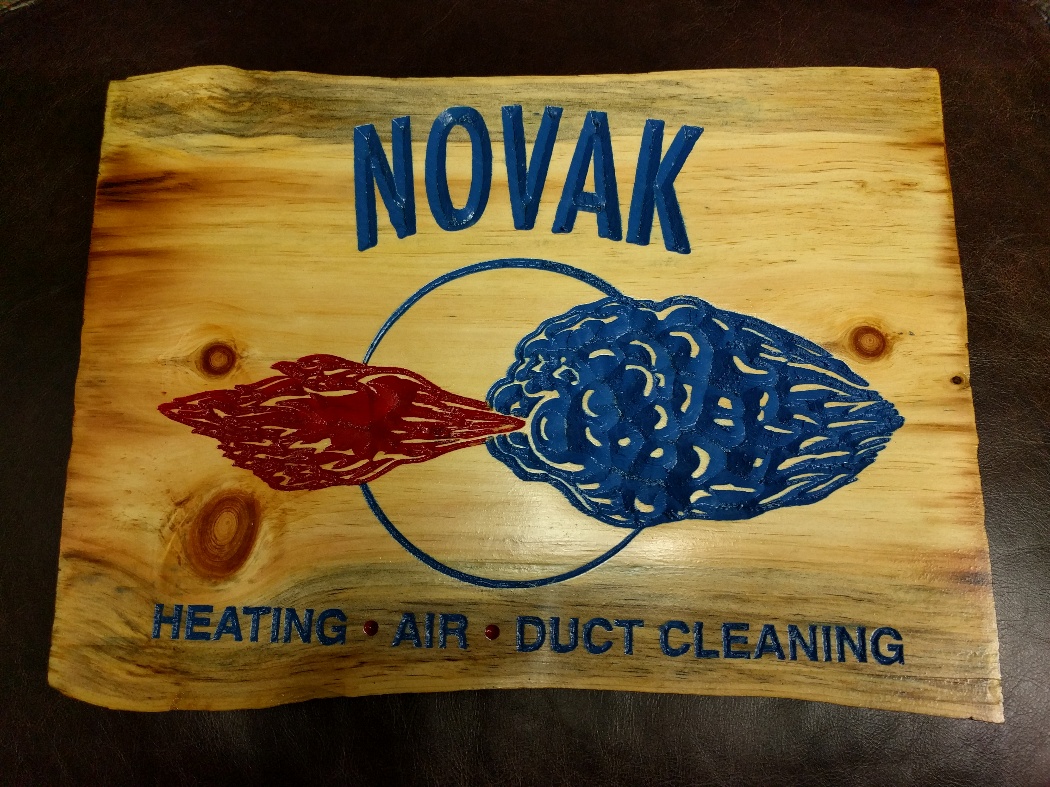 NOVAK
HEATING • AIR • DUCT CLEANING